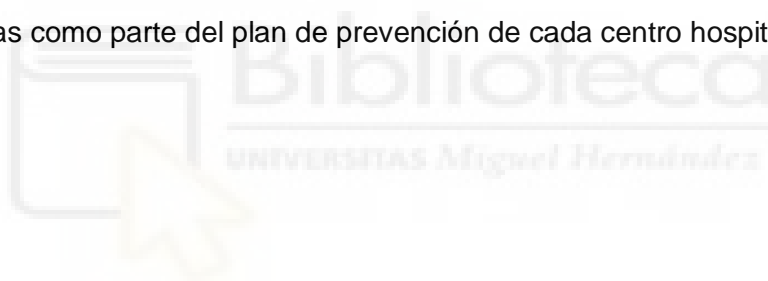 as como parte del plan de prevención de cada centro hospit
Biblioteca
UNIVERSITAS Miguel Hernández